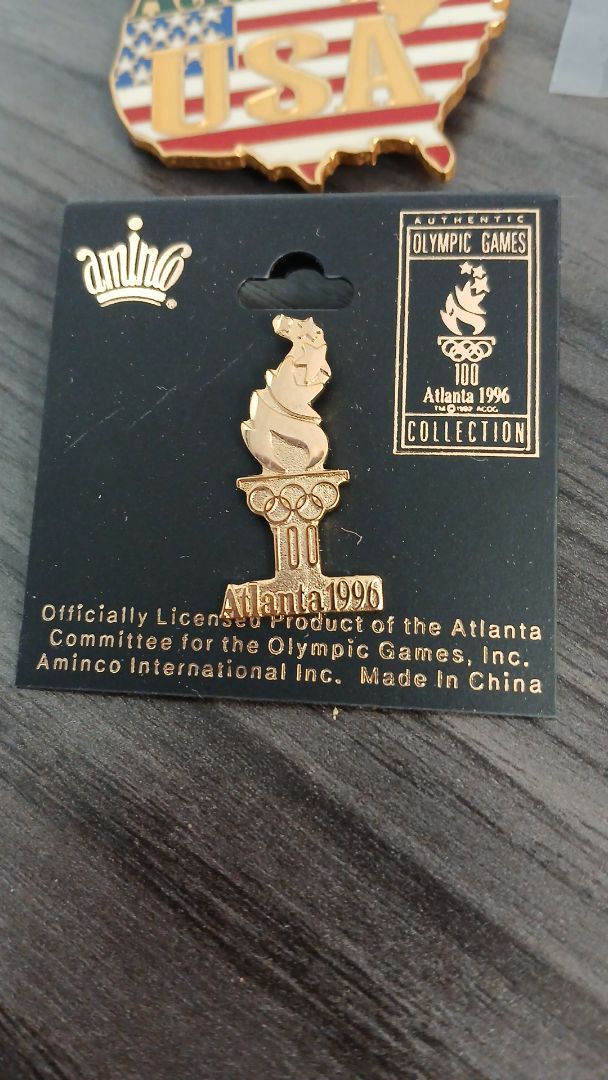 USA
aminco
®
AUTHENTIC
OLYMPIC GAMES
100
Atlanta 1996
COLLECTION
100
Atlanta 1996
Officially Licensed Product of the Atlanta
Committee for the Olympic Games, Inc.
Aminco International Inc. Made In China